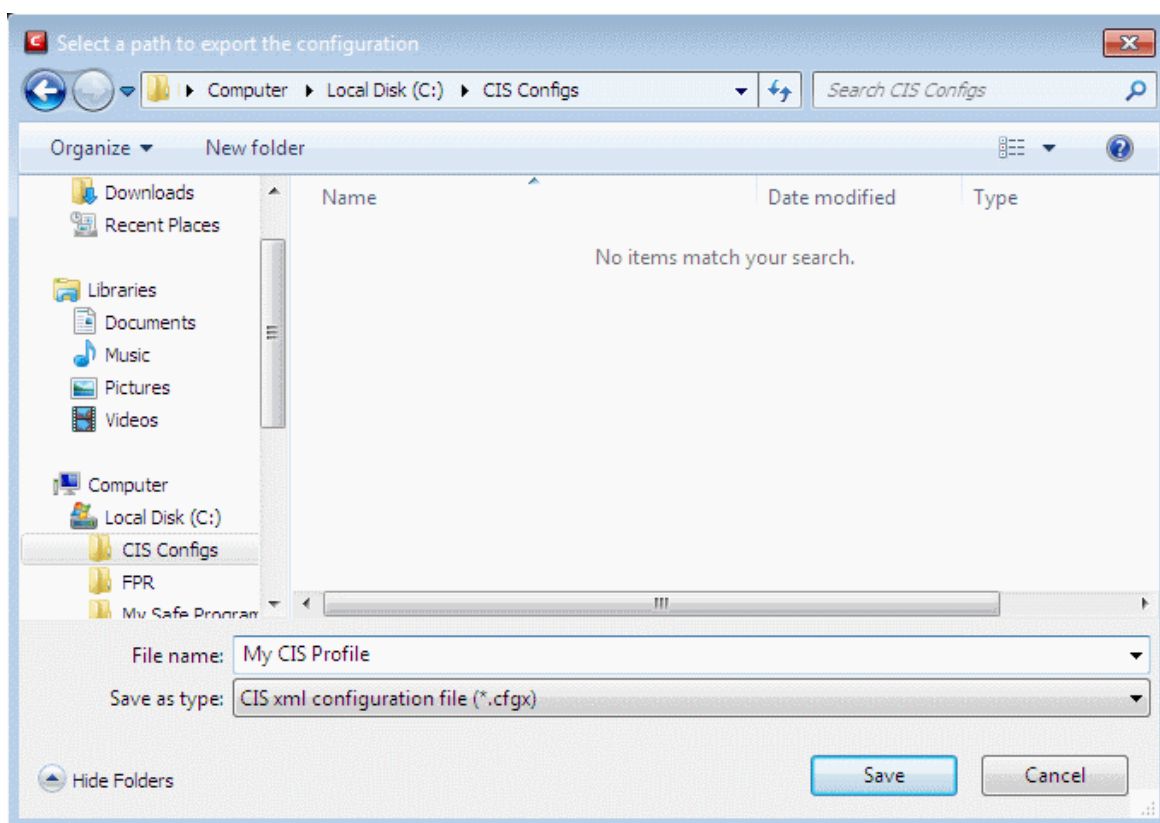 Select a path to export the configuration
Computer Local Disk (C:) CIS Configs
Search CIS Configs
Organize New folder
Downloads
Recent Places
Libraries
Documents
Music
Pictures
Videos
Computer
Local Disk (C:)
CIS Configs
FPR
My Safe Program
Name Date modified Type
No items match your search.
File name: My CIS Profile
Save as type: CIS xml configuration file (*.cfgx)
Hide Folders
Save Cancel